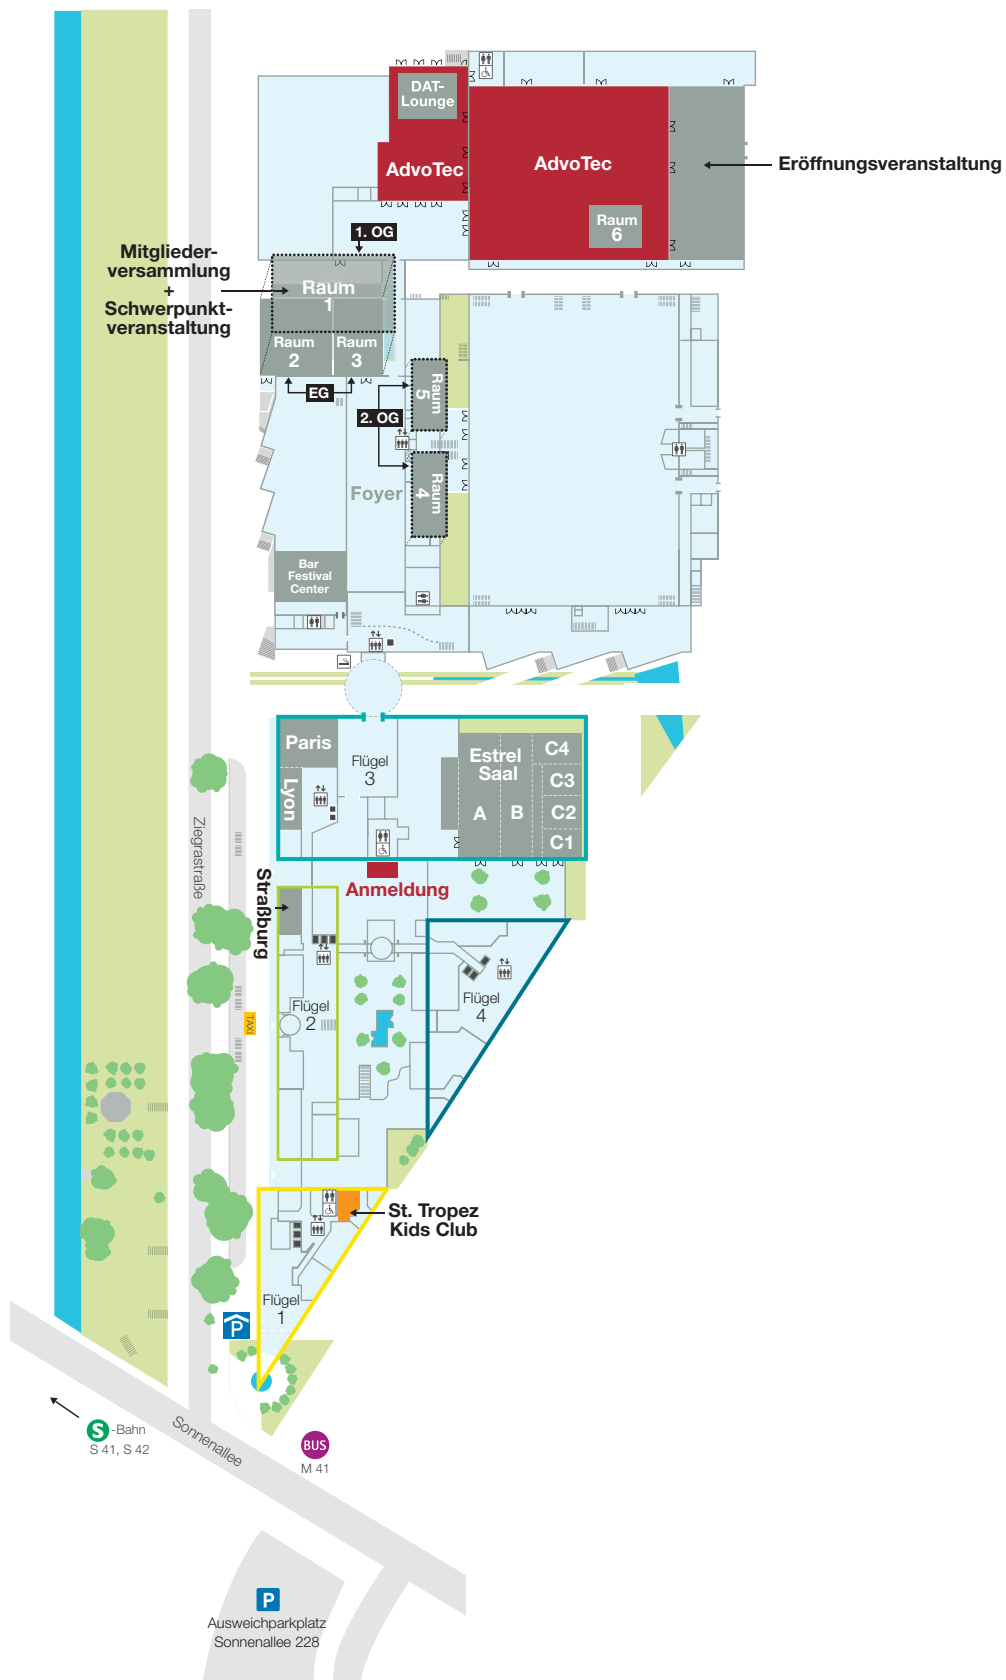 DAT-
Lounge
AdvoTec
AdvoTec
Eröffnungsveranstaltung
Raum
6
1. OG
Mitglieder-
versammlung
+
Schwerpunkt-
veranstaltung
Raum
1
Raum
2
Raum
3
EG
2. OG
Raum
5
Raum
4
Foyer
Bar
Festival
Center
Paris
Lyon
Flügel
3
Estrel
Saal
A
B
C4
C3
C2
C1
Ziegrastraße
Anmeldung
Straßburg
Flügel
2
Flügel
4
TAXI
St. Tropez
Kids Club
Flügel
1
P
S
-Bahn
S 41, S 42
Sonnenallee
BUS
M 41
P
Ausweichparkplatz
Sonnenallee 228